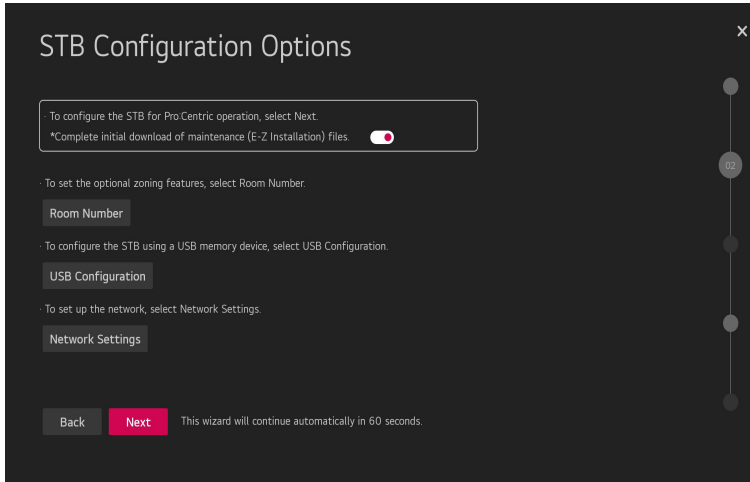 STB Configuration Options
X
· To configure the STB for Pro:Centric operation, select Next.
*Complete initial download of maintenance (E-Z Installation) files.
02
· To set the optional zoning features, select Room Number.
Room Number
· To configure the STB using a USB memory device, select USB Configuration.
USB Configuration
· To set up the network, select Network Settings.
Network Settings
Back
Next
This wizard will continue automatically in 60 seconds.